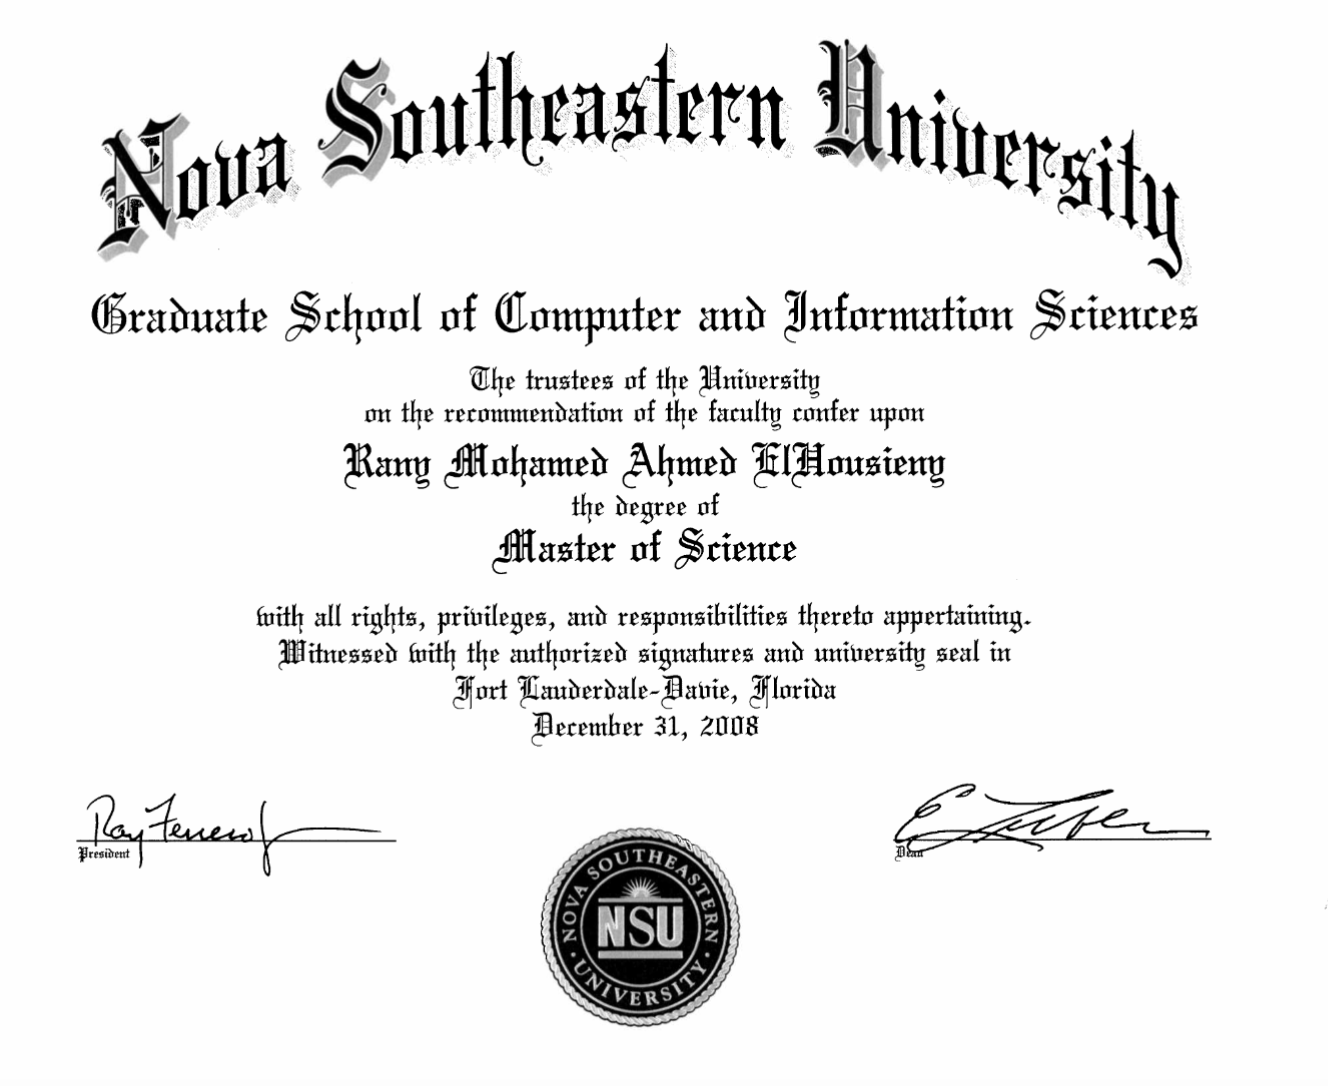 Nova Southeastern University
Graduate School of Computer and Information Sciences
The trustees of the University
on the recommendation of the faculty confer upon
Rany Mohamed Ahmed ElHousieny
the degree of
Master of Science
with all rights, privileges, and responsibilities thereto appertaining.
Witnessed with the authorized signatures and university seal in
Fort Lauderdale-Davie, Florida
December 31, 2008
Ray Ferrero Jr
President
Dean
NOVA SOUTHEASTERN
NSU
UNIVERSITY